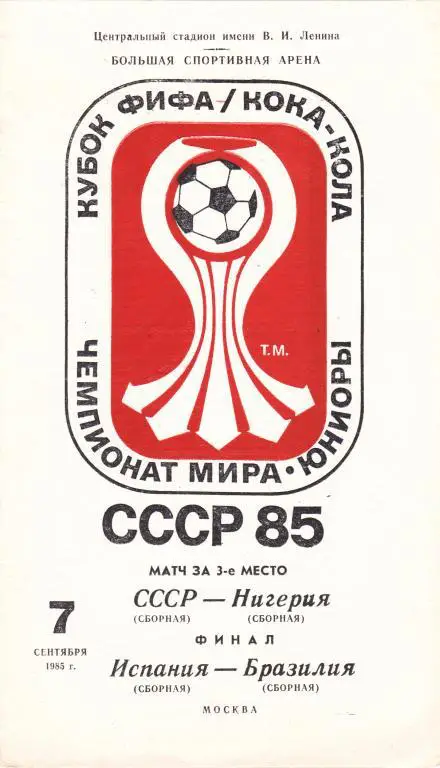 Центральный стадион имени В. И. Ленина
БОЛЬШАЯ СПОРТИВНАЯ АРЕНА
КУБОК ФИФА/КОКА-КОЛА
Т.М.
ЧЕМПИОНАТ МИРА·ЮНИОРЫ
СССР 85
МАТЧ ЗА 3-е МЕСТО
СССР — Нигерия
(СБОРНАЯ) (СБОРНАЯ)
7
СЕНТЯБРЯ
1985 г.
ФИНАЛ
Испания — Бразилия
(СБОРНАЯ) (СБОРНАЯ)
МОСКВА